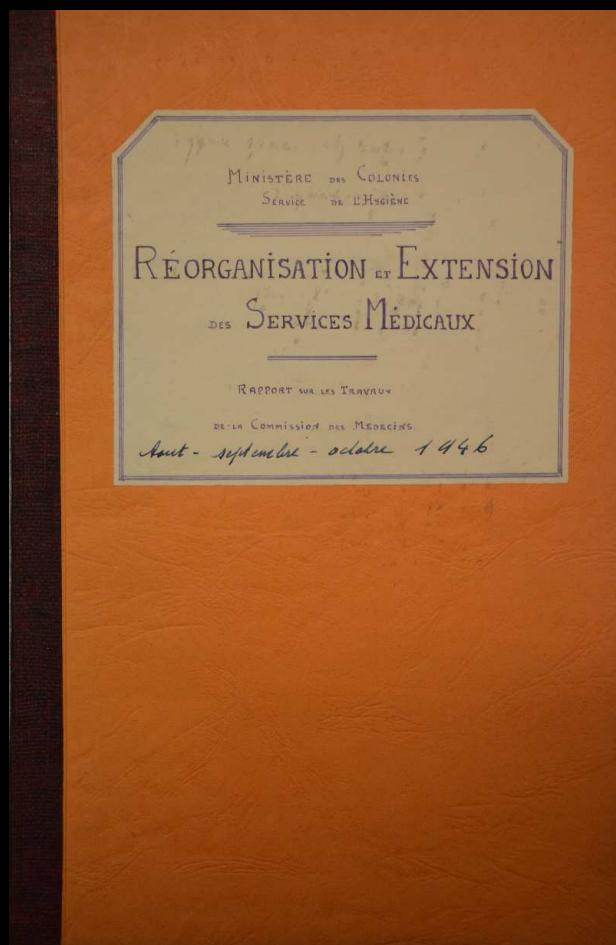 MINISTÈRE DES COLONIES
SERVICE DE L'HYGIÈNE
RÉORGANISATION ET EXTENSION
DES SERVICES MÉDICAUX
RAPPORT SUR LES TRAVAUX
DE LA COMMISSION DES MEDECINS.
Aout - septembre - octobre 1946